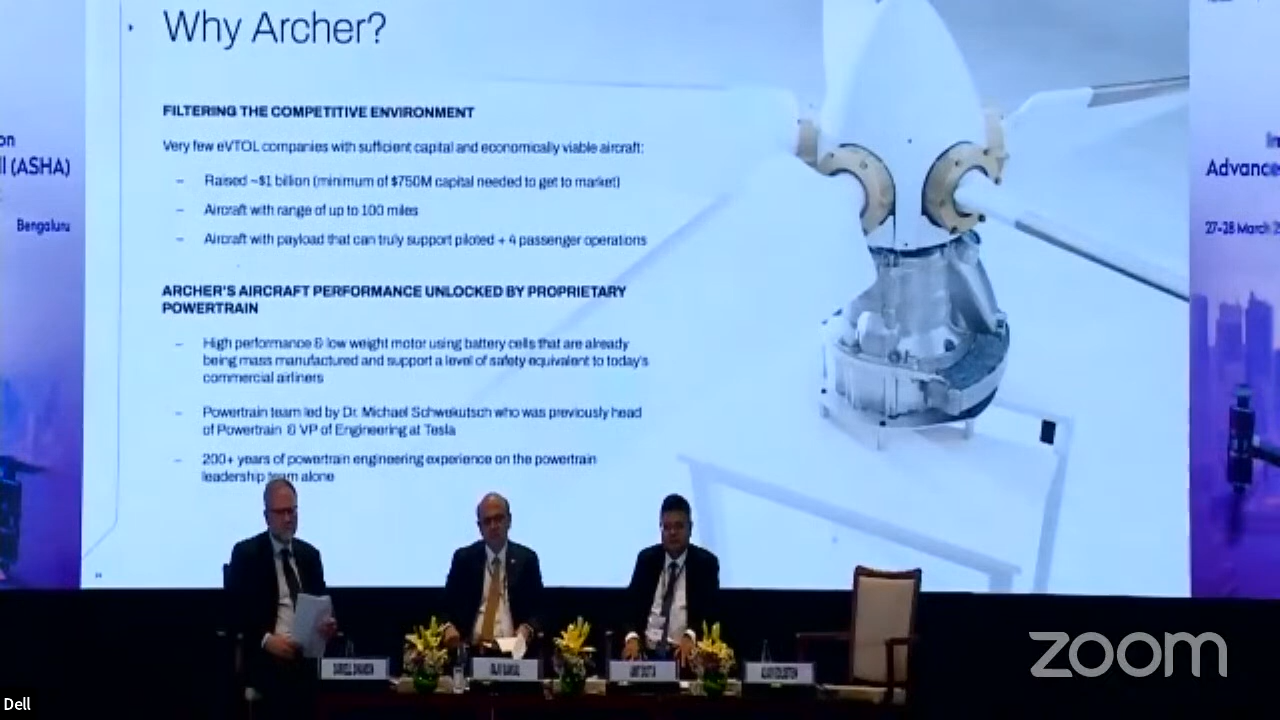 Why Archer?
FILTERING THE COMPETITIVE ENVIRONMENT
Very few eVTOL companies with sufficient capital and economically viable aircraft:
– Raised ~$1 billion (minimum of $750M capital needed to get to market)
– Aircraft with range of up to 100 miles
– Aircraft with payload that can truly support piloted + 4 passenger operations
ARCHER'S AIRCRAFT PERFORMANCE UNLOCKED BY PROPRIETARY
POWERTRAIN
– High performance & low weight motor using battery cells that are already
being mass manufactured and support a level of safety equivalent to today's
commercial airliners
– Powertrain team led by Dr. Michael Schwekutsch who was previously head
of Powertrain & VP of Engineering at Tesla
– 200+ years of powertrain engineering experience on the powertrain
leadership team alone
on
(ASHA)
Bengaluru
In
Advance
27-28 March
zoom
Dell